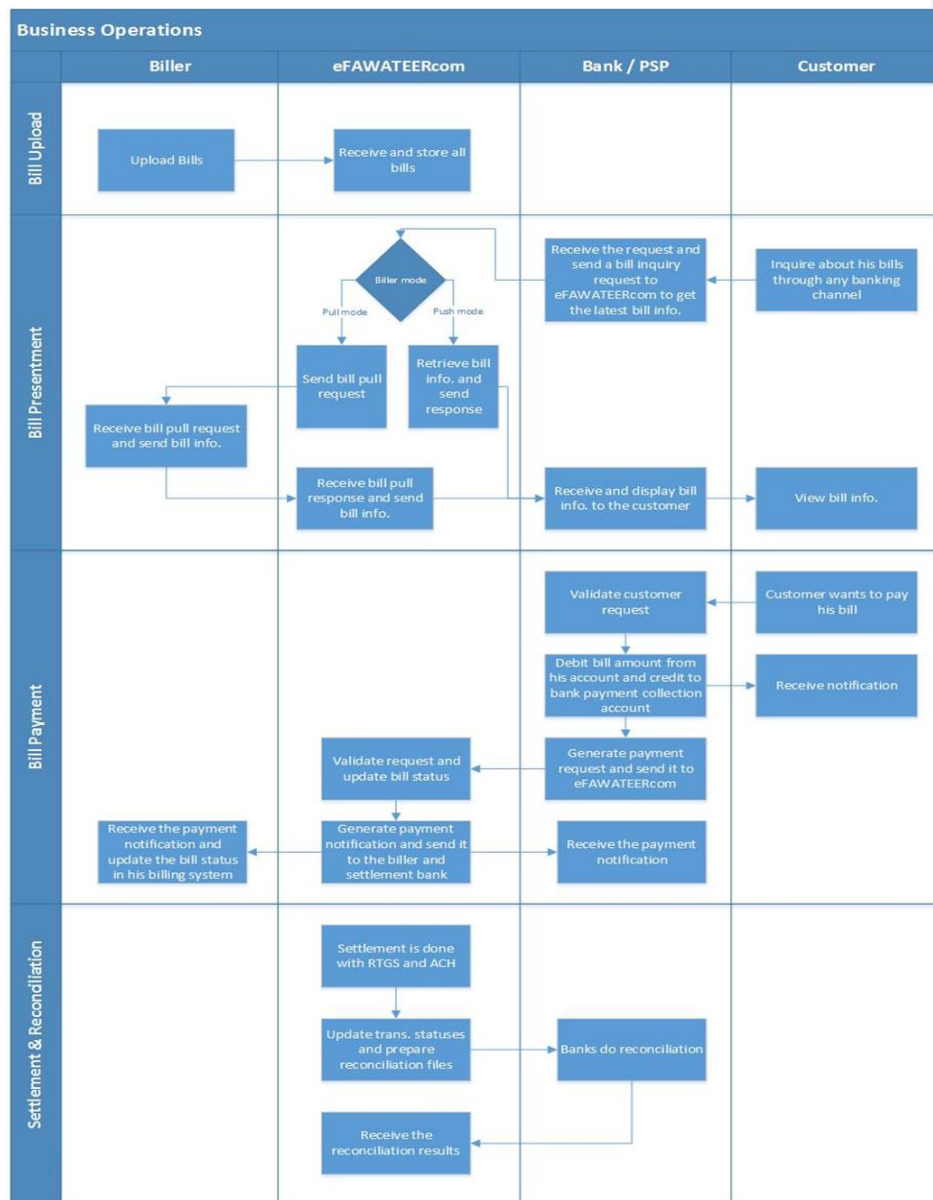 Business Operations
Biller
eFAWATEERcom
Bank / PSP
Customer
Bill Upload
Upload Bills
Receive and store all
bills
Bill Presentment
Biller mode
Pull mode
Push mode
Receive the request and
send a bill inquiry
request to
eFAWATEERcom to get
the latest bill info.
Inquire about his bills
through any banking
channel
Send bill pull
request
Retrieve bill
info. and
send
response
Receive bill pull request
and send bill info.
Receive bill pull
response and send
bill info.
Receive and display bill
info. to the customer
View bill info.
Bill Payment
Validate customer
request
Customer wants to pay
his bill
Debit bill amount from
his account and credit to
bank payment collection
account
Receive notification
Validate request and
update bill status
Generate payment
request and send it to
eFAWATEERcom
Receive the payment
notification and
update the bill status
in his billing system
Generate payment
notification and send it
to the biller and
settlement bank
Receive the payment
notification
Settlement & Reconciliation
Settlement is done
with RTGS and ACH
Update trans. statuses
and prepare
reconciliation files
Banks do reconciliation
Receive the
reconciliation results